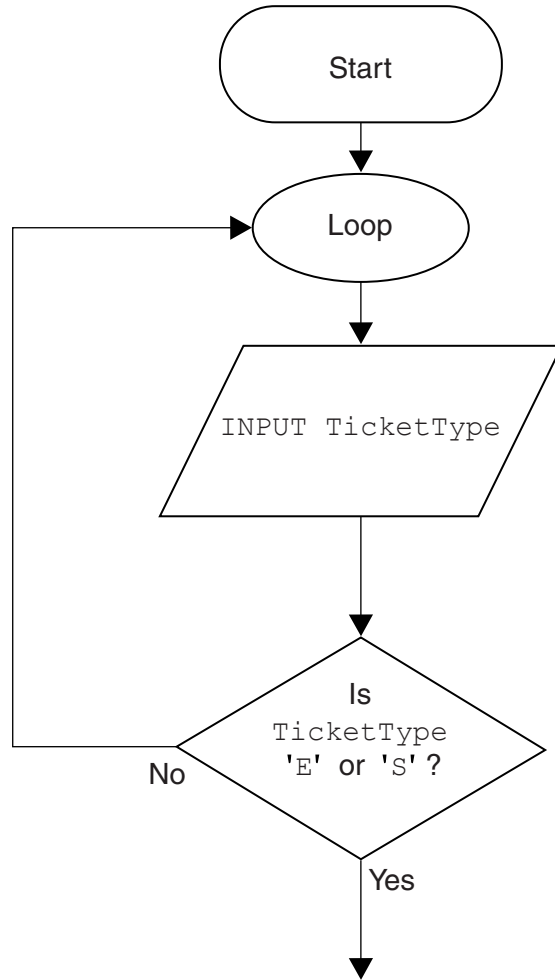 Start
Loop
INPUT TicketType
Is
TicketType
'E' or 'S' ?
No
Yes